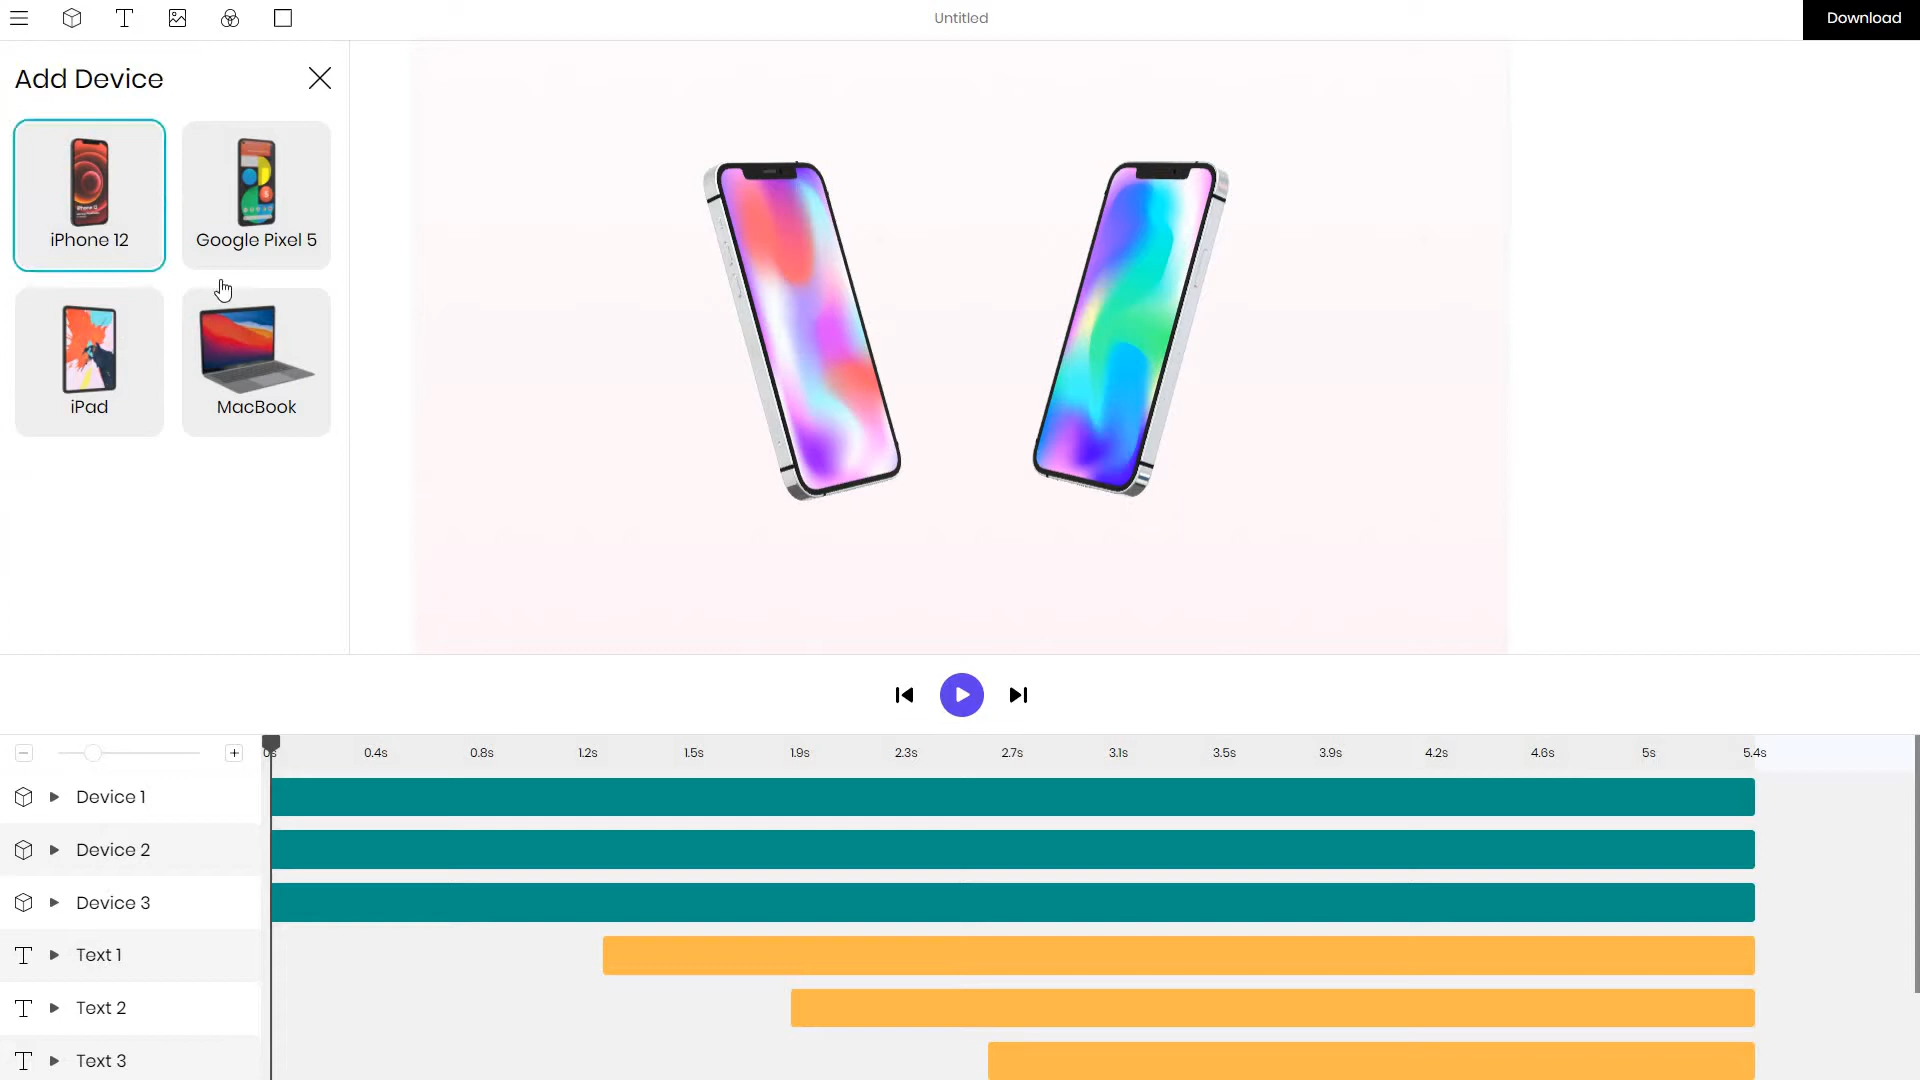 Untitled
Download
Add Device
iPhone 12
Google Pixel 5
iPad
MacBook
0s 0.4s 0.8s 1.2s 1.5s 1.9s 2.3s 2.7s 3.1s 3.5s 3.9s 4.2s 4.6s 5s 5.4s
Device 1
Device 2
Device 3
Text 1
Text 2
Text 3